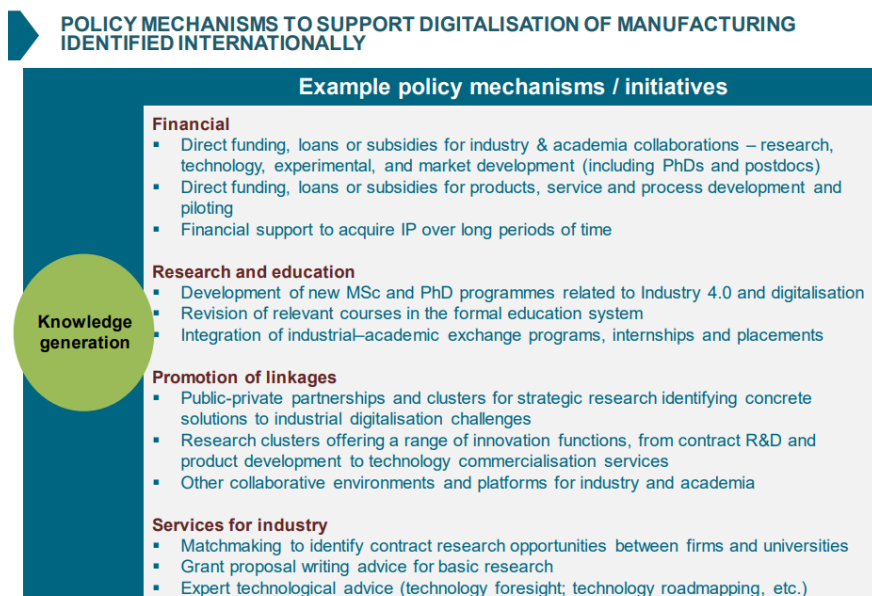 POLICY MECHANISMS TO SUPPORT DIGITALISATION OF MANUFACTURING
IDENTIFIED INTERNATIONALLY
Example policy mechanisms / initiatives
Knowledge
generation
Financial
▪ Direct funding, loans or subsidies for industry & academia collaborations – research,
technology, experimental, and market development (including PhDs and postdocs)
▪ Direct funding, loans or subsidies for products, service and process development and
piloting
▪ Financial support to acquire IP over long periods of time
Research and education
▪ Development of new MSc and PhD programmes related to Industry 4.0 and digitalisation
▪ Revision of relevant courses in the formal education system
▪ Integration of industrial–academic exchange programs, internships and placements
Promotion of linkages
▪ Public-private partnerships and clusters for strategic research identifying concrete
solutions to industrial digitalisation challenges
▪ Research clusters offering a range of innovation functions, from contract R&D and
product development to technology commercialisation services
▪ Other collaborative environments and platforms for industry and academia
Services for industry
▪ Matchmaking to identify contract research opportunities between firms and universities
▪ Grant proposal writing advice for basic research
▪ Expert technological advice (technology foresight; technology roadmapping, etc.)